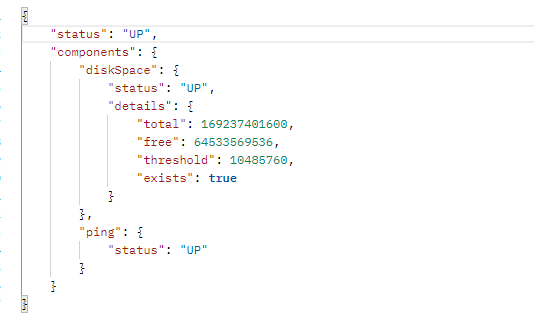 {
    "status": "UP",
    "components": {
        "diskSpace": {
            "status": "UP",
            "details": {
                "total": 169237401600,
                "free": 64533569536,
                "threshold": 10485760,
                "exists": true
            }
        },
        "ping": {
            "status": "UP"
        }
    }
}